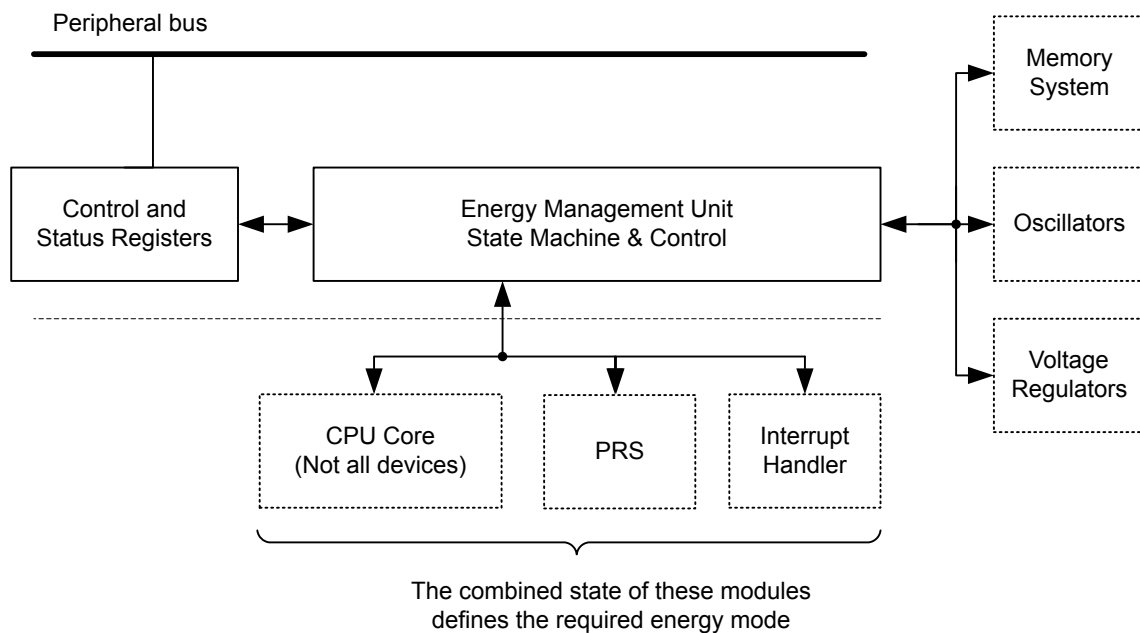 Peripheral bus
Memory
System
Control and
Status Registers
Energy Management Unit
State Machine & Control
Oscillators
Voltage
Regulators
CPU Core
(Not all devices)
PRS
Interrupt
Handler
The combined state of these modules
defines the required energy mode